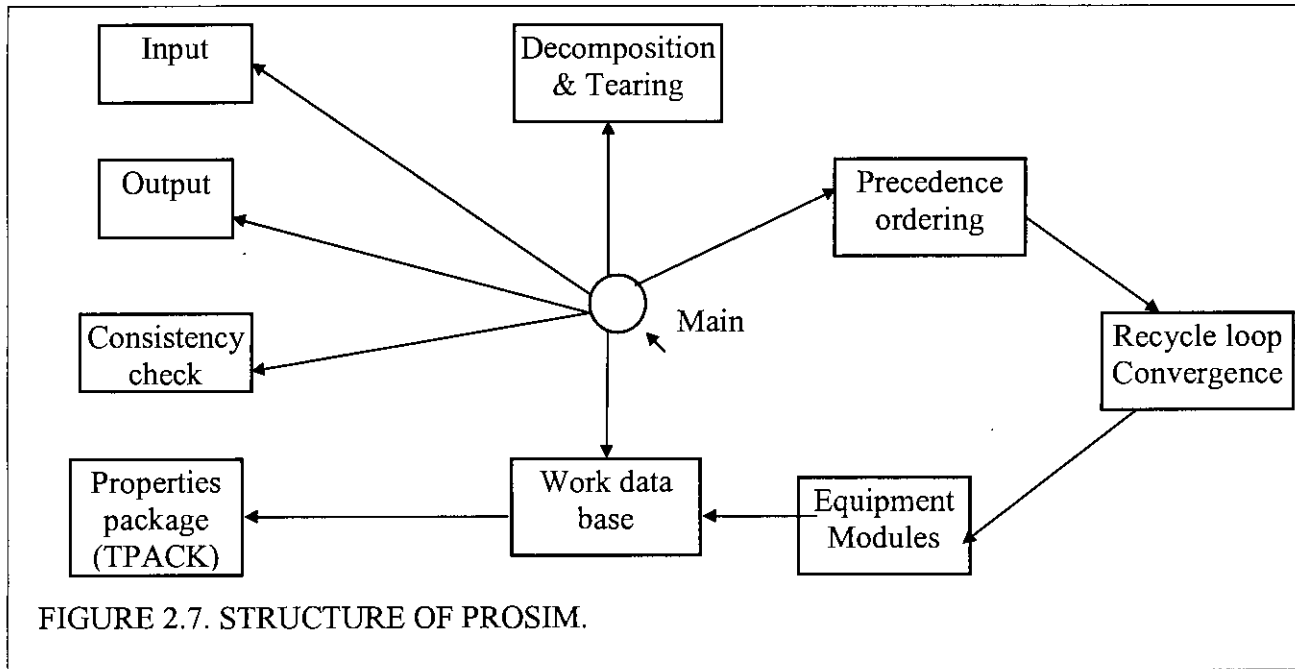 Input
Decomposition
& Tearing
Output
Precedence
ordering
Main
Consistency
check
Recycle loop
Convergence
Properties
package
(TPACK)
Work data
base
Equipment
Modules
FIGURE 2.7. STRUCTURE OF PROSIM.